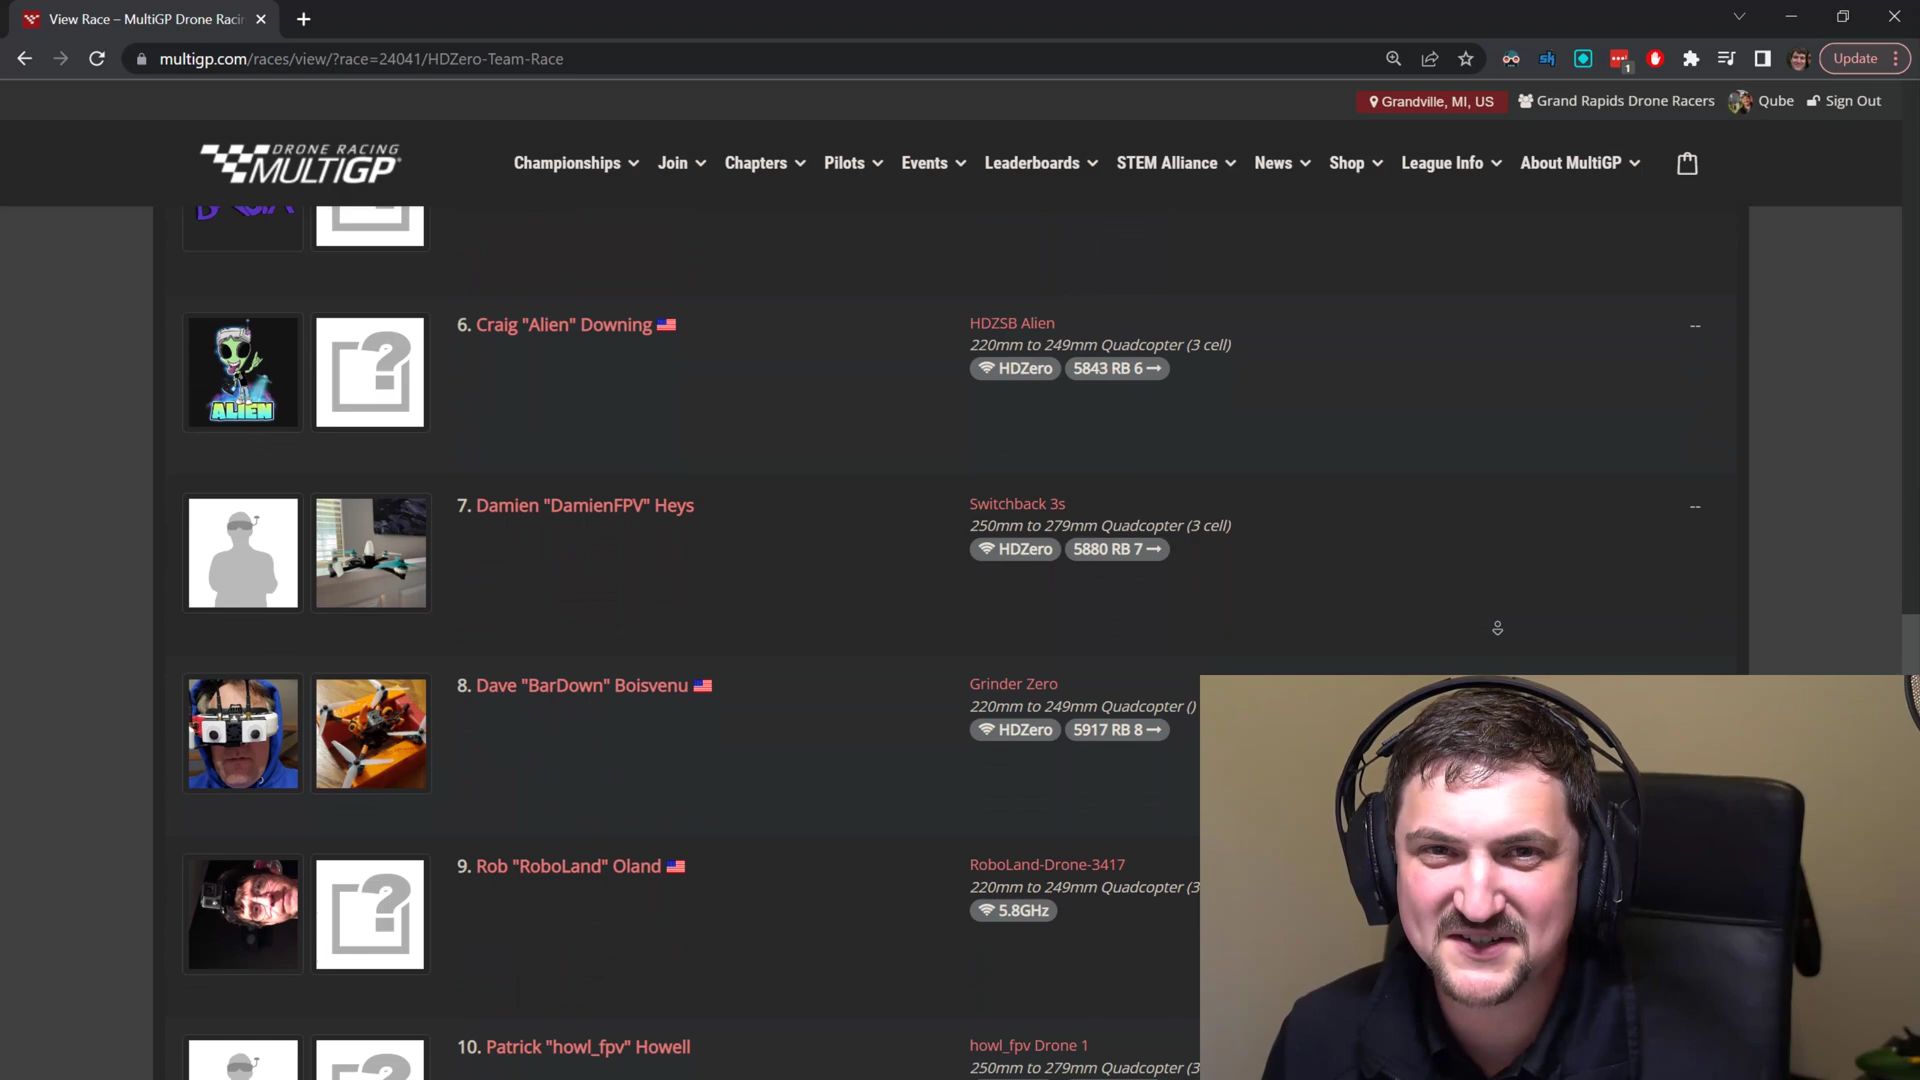 View Race – MultiGP Drone Racin
multigp.com/races/view/?race=24041/HDZero-Team-Race
sk
1
Update
Grandville, MI, US
Grand Rapids Drone Racers
Qube
Sign Out
DRONE RACING
MULTIGP
Championships
Join
Chapters
Pilots
Events
Leaderboards
STEM Alliance
News
Shop
League Info
About MultiGP
ALIEN
6. Craig "Alien" Downing
HDZSB Alien
220mm to 249mm Quadcopter (3 cell)
HDZero
5843 RB 6
--
7. Damien "DamienFPV" Heys
Switchback 3s
250mm to 279mm Quadcopter (3 cell)
HDZero
5880 RB 7
--
8. Dave "BarDown" Boisvenu
Grinder Zero
220mm to 249mm Quadcopter ()
HDZero
5917 RB 8
9. Rob "RoboLand" Oland
RoboLand-Drone-3417
220mm to 249mm Quadcopter (3
5.8GHz
10. Patrick "howl_fpv" Howell
howl_fpv Drone 1
250mm to 279mm Quadcopter (3